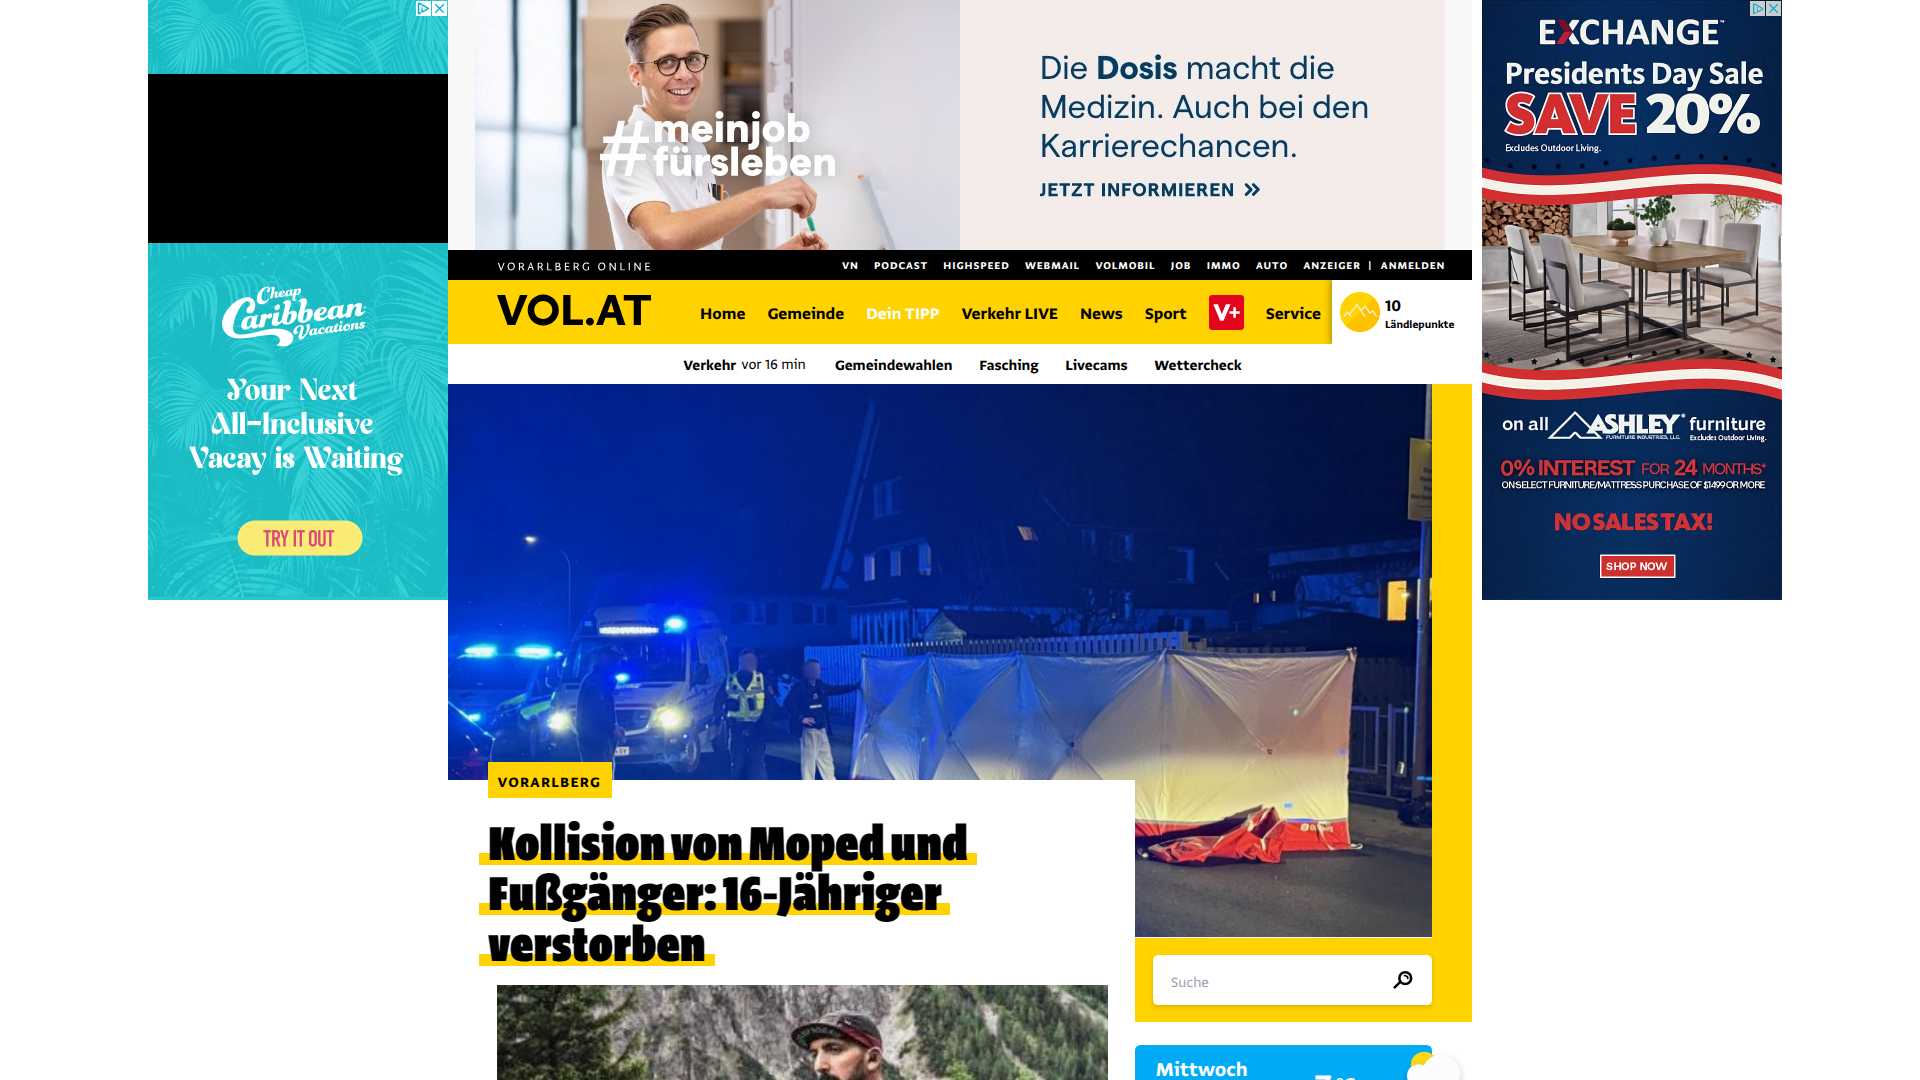 #meinjob
fürsleben
Die Dosis macht die
Medizin. Auch bei den
Karrierechancen.
JETZT INFORMIEREN
VORARLBERG ONLINE
VN PODCAST HIGHSPEED WEBMAIL VOLMOBIL JOB IMMO AUTO ANZEIGER | ANMELDEN
VOL.AT
Home Gemeinde Dein TIPP Verkehr LIVE News Sport V+ Service
10
Ländlepunkte
Verkehr vor 16 min Gemeindewahlen Fasching Livecams Wettercheck
Cheap
Caribbean
Vacations
Your Next
All-Inclusive
Vacay is Waiting
TRY IT OUT
EXCHANGE
Presidents Day Sale
SAVE 20%
Excludes Outdoor Living.
on all ASHLEY® furniture
FURNITURE INDUSTRIES, LLC.
Excludes Outdoor Living.
0% INTEREST FOR 24 MONTHS*
ON SELECT FURNITURE/MATTRESS PURCHASE OF $1499 OR MORE
NO SALES TAX!
SHOP NOW
VORARLBERG
Kollision von Moped und
Fußgänger: 16-Jähriger
verstorben
Suche
Mittwoch